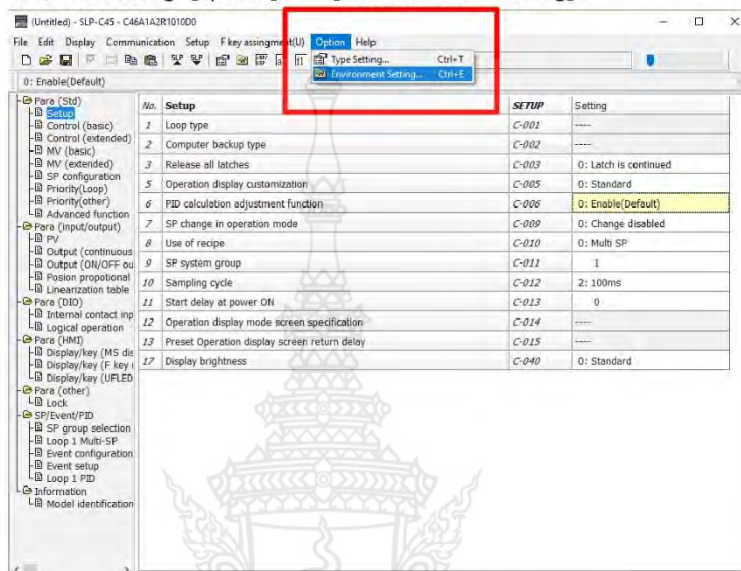 (Untitled) - SLP-C45 - C46A1A2R1010D0
File Edit Display Communication Setup F key assingment(U) Option Help
Type Setting... Ctrl+T
Environment Setting... Ctrl+E
0: Enable(Default)
Para (Std)
Setup
Control (basic)
Control (extended)
MV (basic)
MV (extended)
SP configuration
Priority(Loop)
Priority(other)
Advanced function
Para (input/output)
PV
Output (continuous
Output (ON/OFF ou
Posion propotional
Linearization table
Para (DIO)
Internal contact inp
Logical operation
Para (HMI)
Display/key (MS dis
Display/key (F key
Display/key (UFLED
Para (other)
Lock
SP/Event/PID
SP group selection
Loop 1 Multi-SP
Event configuration
Event setup
Loop 1 PID
Information
Model identification
No. Setup SETUP Setting
1 Loop type C-001 ----
2 Computer backup type C-002 ----
3 Release all latches C-003 0: Latch is continued
5 Operation display customization C-005 0: Standard
6 PID calculation adjustment function C-006 0: Enable(Default)
7 SP change in operation mode C-009 0: Change disabled
8 Use of recipe C-010 0: Multi SP
9 SP system group C-011 1
10 Sampling cycle C-012 2: 100ms
11 Start delay at power ON C-013 0
12 Operation display mode screen specification C-014 ----
13 Preset Operation display screen return delay C-015 ----
17 Display brightness C-040 0: Standard